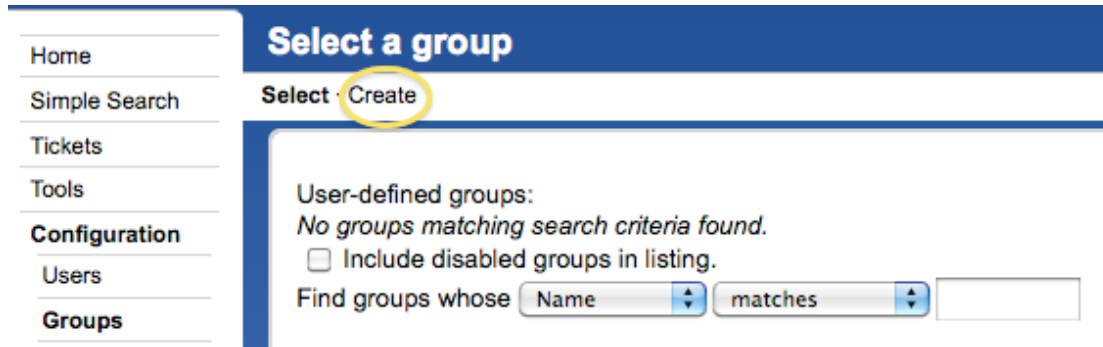 Home
Simple Search
Tickets
Tools
Configuration
Users
Groups
Select a group
Select · Create
User-defined groups:
No groups matching search criteria found.
Include disabled groups in listing.
Find groups whose Name matches